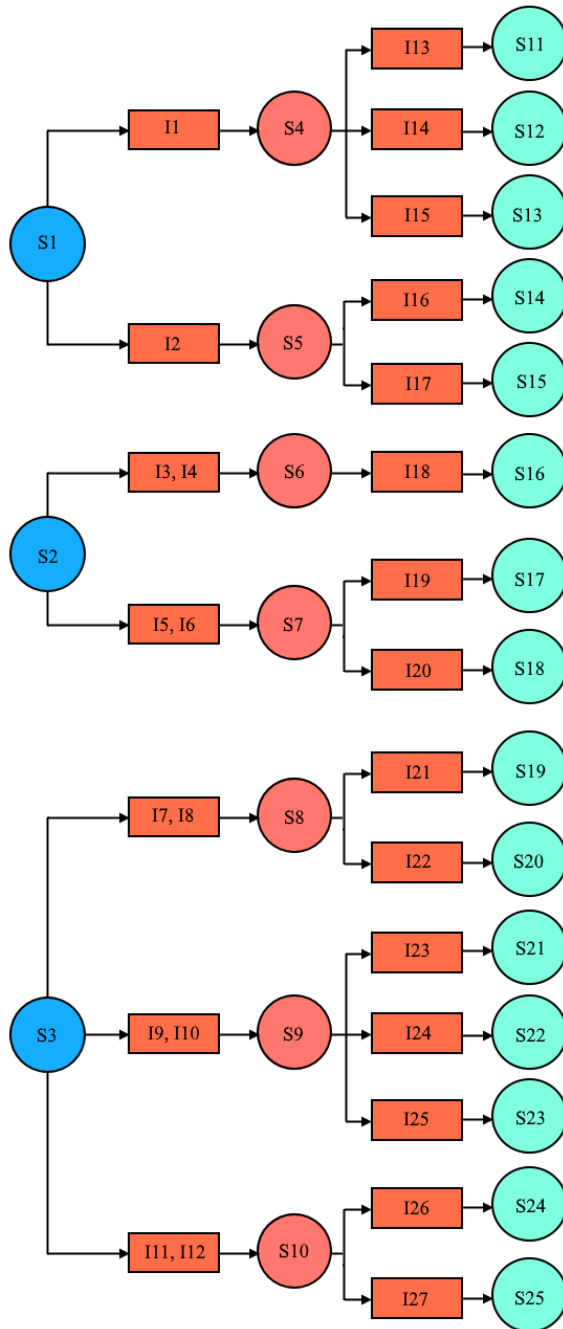 I13
S11
S4
I1
I14
S12
I15
S13
S1
I16
S14
I2
S5
I17
S15
I3, I4
S6
I18
S16
S2
I19
S17
I5, I6
S7
I20
S18
I21
S19
I7, I8
S8
I22
S20
I23
S21
S3
I9, I10
S9
I24
S22
I25
S23
I26
S24
I11, I12
S10
I27
S25